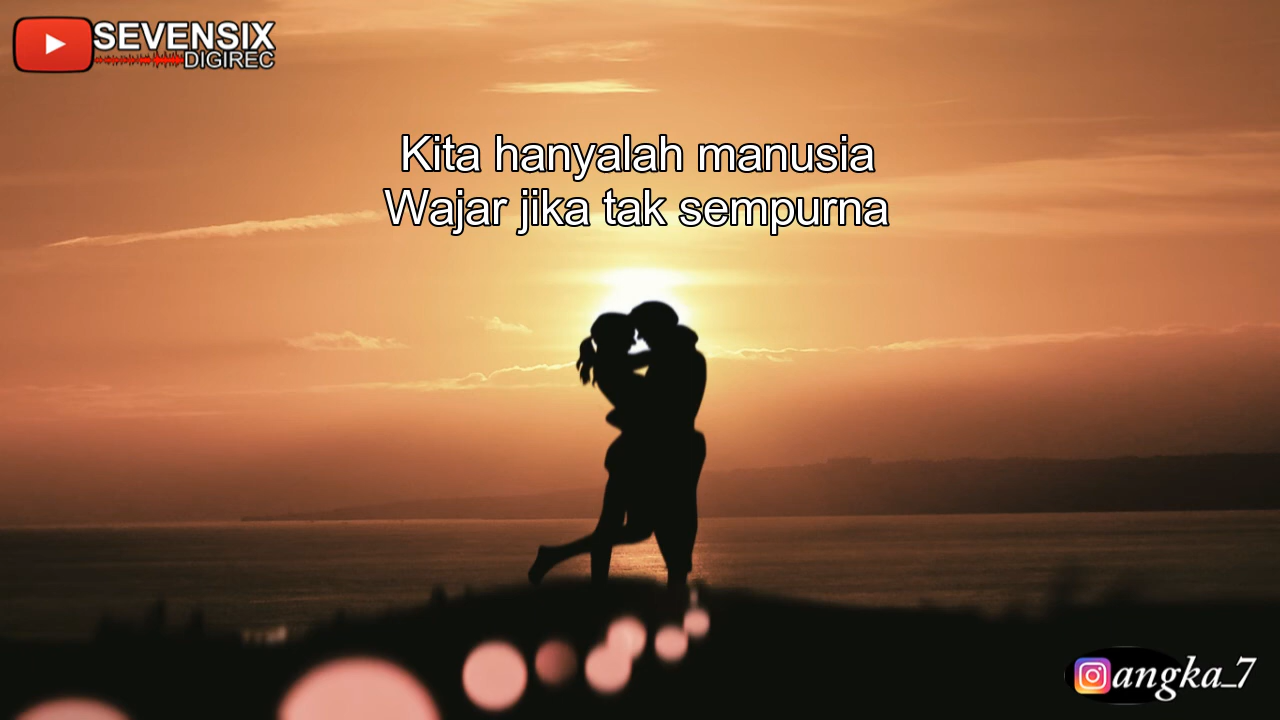 SEVENSIX
DIGIREC
Kita hanyalah manusia
Wajar jika tak sempurna
angka_7